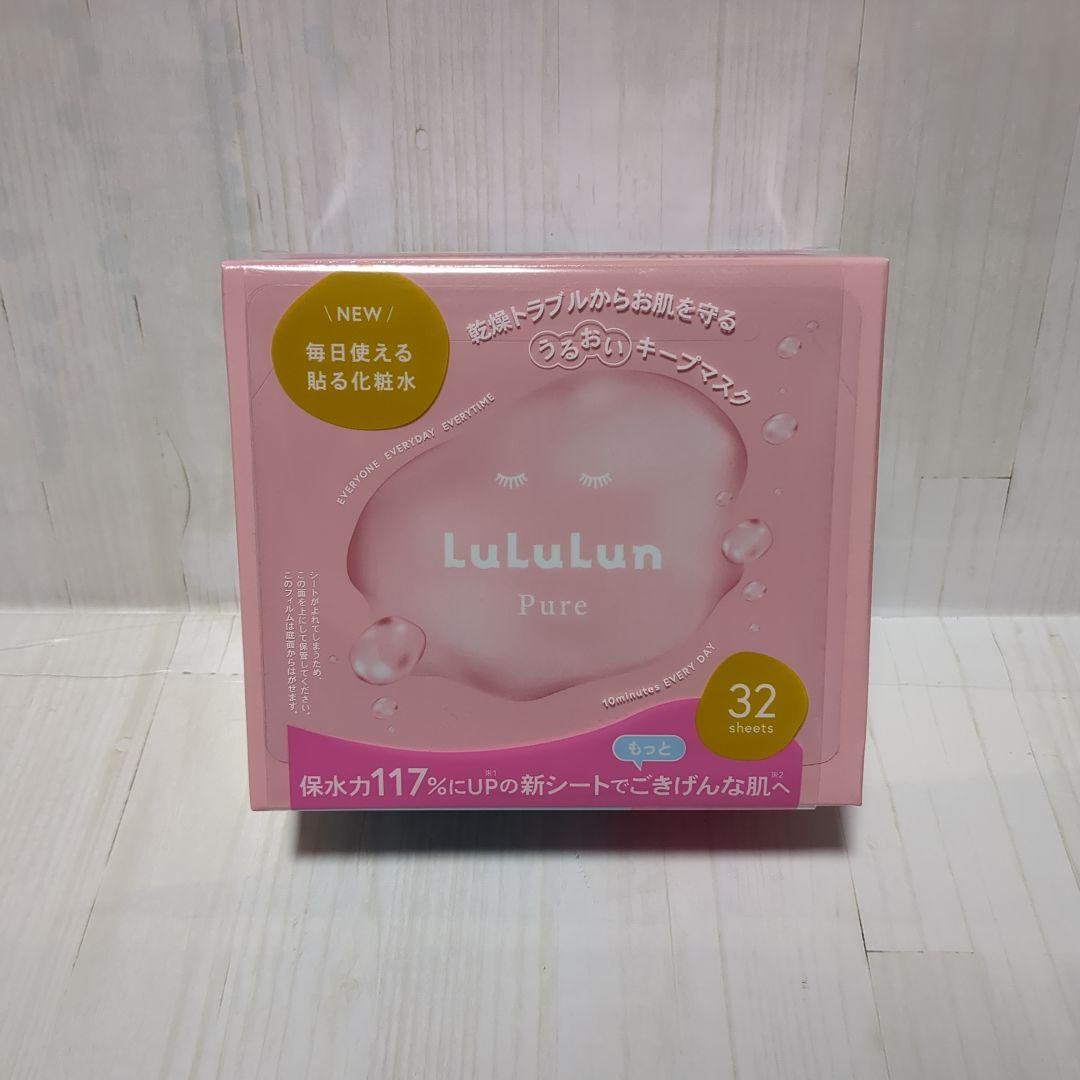 \ NEW /
毎日使える
貼る化粧水
乾燥トラブルからお肌を守る
うるおいキープマスク
EVERYONE EVERYDAY EVERYTIME
LuLuLun
Pure
シートがよれてしまうため、
この面を上にして保管してください。
このフィルムは底面からはがせます。
10minutes EVERY DAY
32
sheets
もっと
保水力117%にUP※1の新シートでごきげんな肌へ※2